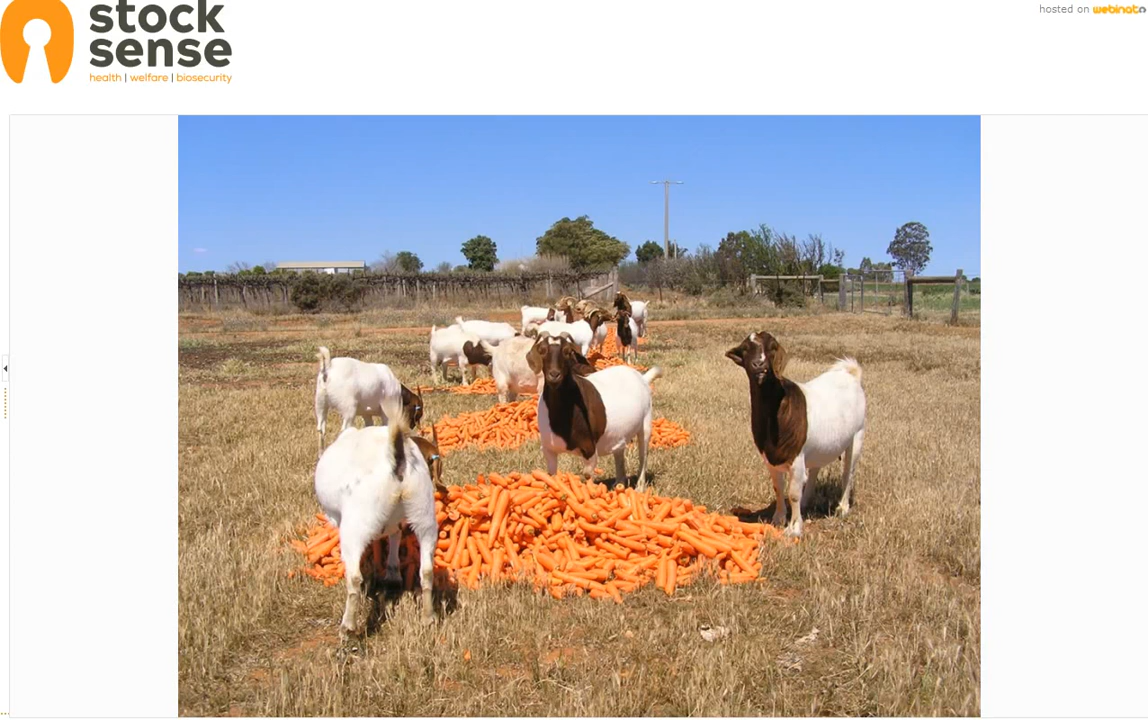 stock
sense
health | welfare | biosecurity
hosted on webinato